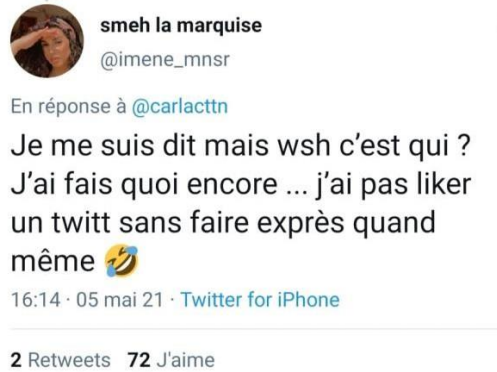 smeh la marquise
@imene_mnsr
En réponse à @carlacttn
Je me suis dit mais wsh c’est qui ?
J’ai fais quoi encore ... j’ai pas liker
un twitt sans faire exprès quand
même 🤣
16:14 · 05 mai 21 · Twitter for iPhone
2 Retweets 72 J'aime